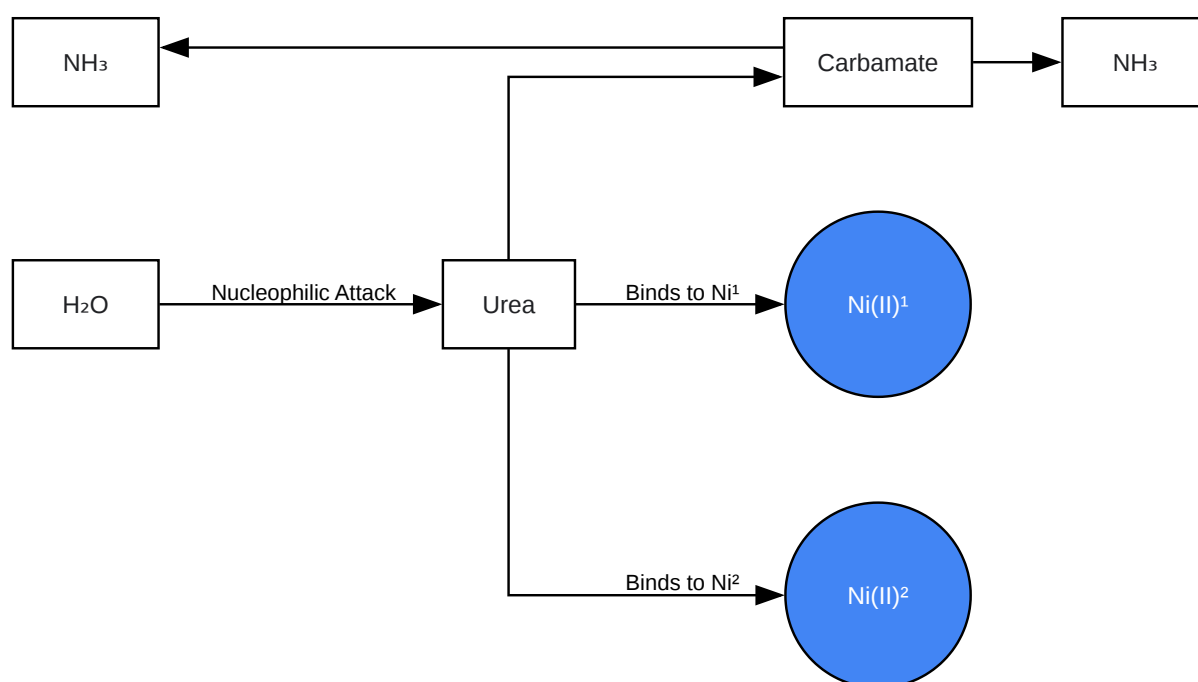 NH₃
Carbamate
NH₃
H₂O
Nucleophilic Attack
Urea
Binds to Ni¹
Ni(II)¹
Binds to Ni²
Ni(II)²